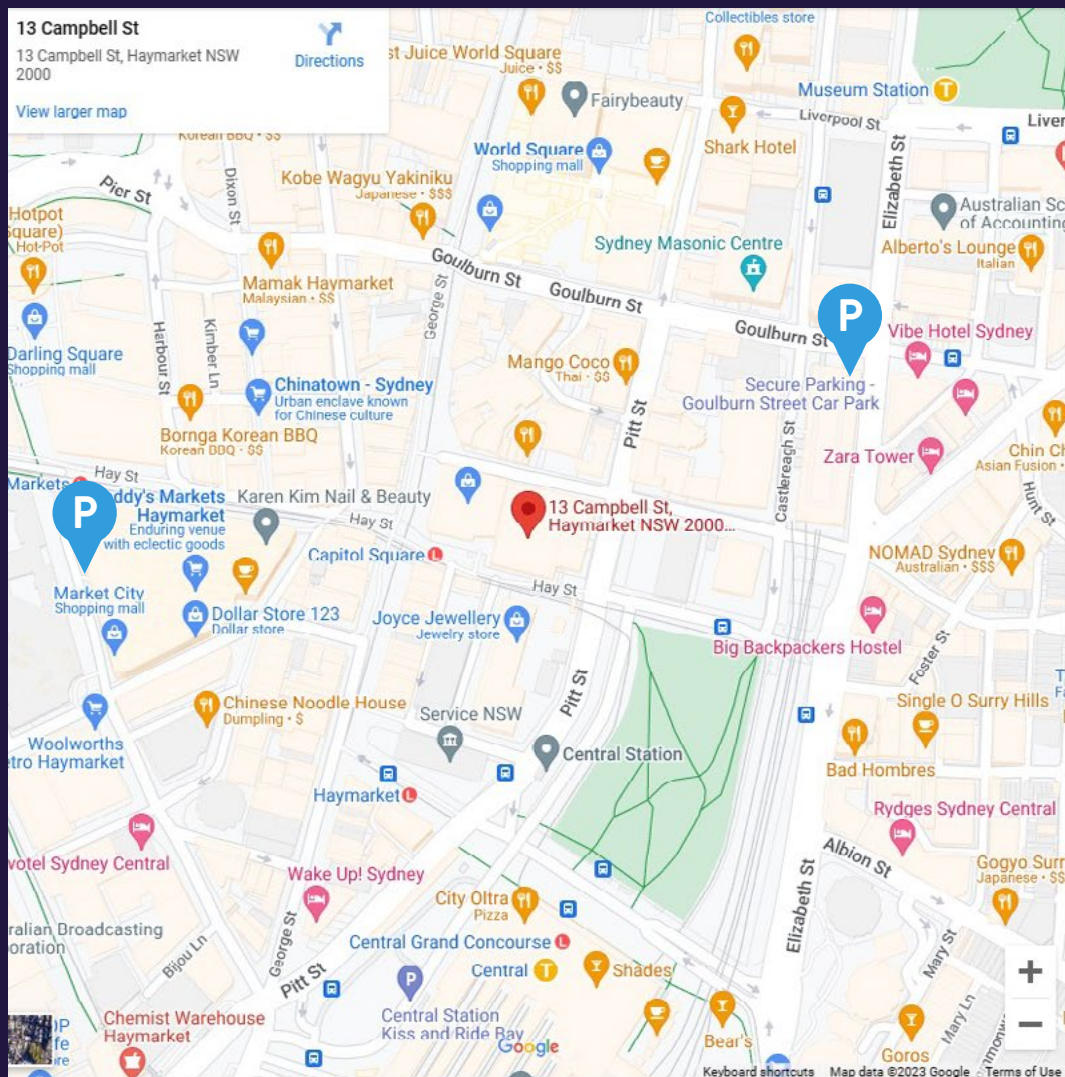 13 Campbell St
13 Campbell St, Haymarket NSW
2000
Directions
View larger map
Collectibles store
st Juice World Square
Juice • $$
Fairybeauty
Museum Station
T
Liverpool St
Liver
Korean BBQ • $$
World Square
Shopping mall
Shark Hotel
Elizabeth St
Pier St
Dixon St
Kobe Wagyu Yakiniku
Japanese • $$$
Australian Sc
of Accounting
Hotpot
Square)
Hot Pot
Sydney Masonic Centre
Alberto's Lounge
Italian
Mamak Haymarket
Malaysian • $$
Goulburn St
Goulburn St
Goulburn St
George St
P
Vibe Hotel Sydney
Harbour St
Kimber Ln
Darling Square
Shopping mall
Mango Coco
Thai • $$
Chinatown - Sydney
Urban enclave known
for Chinese culture
Secure Parking -
Goulburn Street Car Park
Pitt St
Castlereagh St
Bornga Korean BBQ
Korean BBQ • $$
Zara Tower
Chin Ch
Asian Fusion •
Hay St
Markets
P
ddy's Markets
Haymarket
Enduring venue
with eclectic goods
Karen Kim Nail & Beauty
Hay St
13 Campbell St,
Haymarket NSW 2000...
Hunt St
Capitol Square
L
NOMAD Sydney
Australian • $$$
Hay St
Market City
Shopping mall
Dollar Store 123
Dollar store
Joyce Jewellery
Jewelry store
Big Backpackers Hostel
Foster St
Pitt St
Chinese Noodle House
Dumpling • $
Service NSW
Single O Surry Hills
Woolworths
etro Haymarket
Central Station
Bad Hombres
Haymarket
L
Rydges Sydney Central
Albion St
votel Sydney Central
Wake Up! Sydney
Gogyo Surr
Japanese • $$
City Oltra
Pizza
Elizabeth St
ralian Broadcasting
oration
Bijou Ln
George St
Pitt St
Central Grand Concourse
L
Central
T
Shades
Mary St
P
Central Station
Kiss and Ride Bay
+
−
Mary Ln
Chemist Warehouse
Haymarket
Google
Bear's
Goros
Keyboard shortcuts
Map data ©2023 Google
Terms of Use